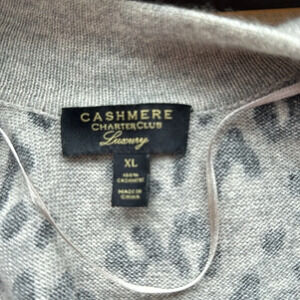 CASHMERE
CHARTER CLUB
Luxury
XL
100%
CASHMERE
MADE IN
CHINA